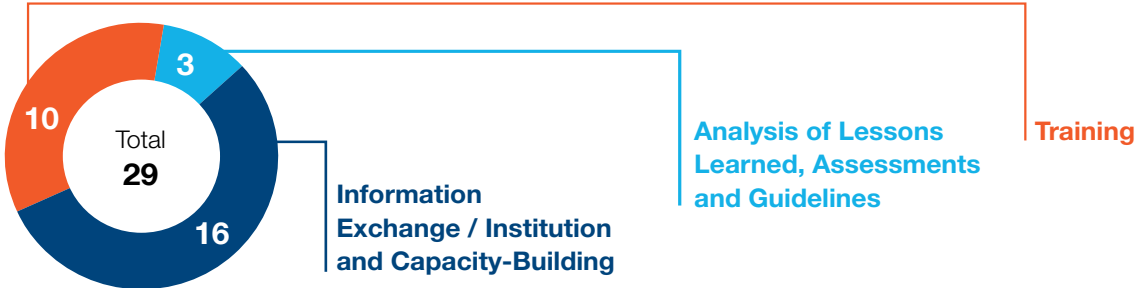 3
10
Total
29
16
Information
Exchange / Institution
and Capacity-Building
Analysis of Lessons
Learned, Assessments
and Guidelines
Training